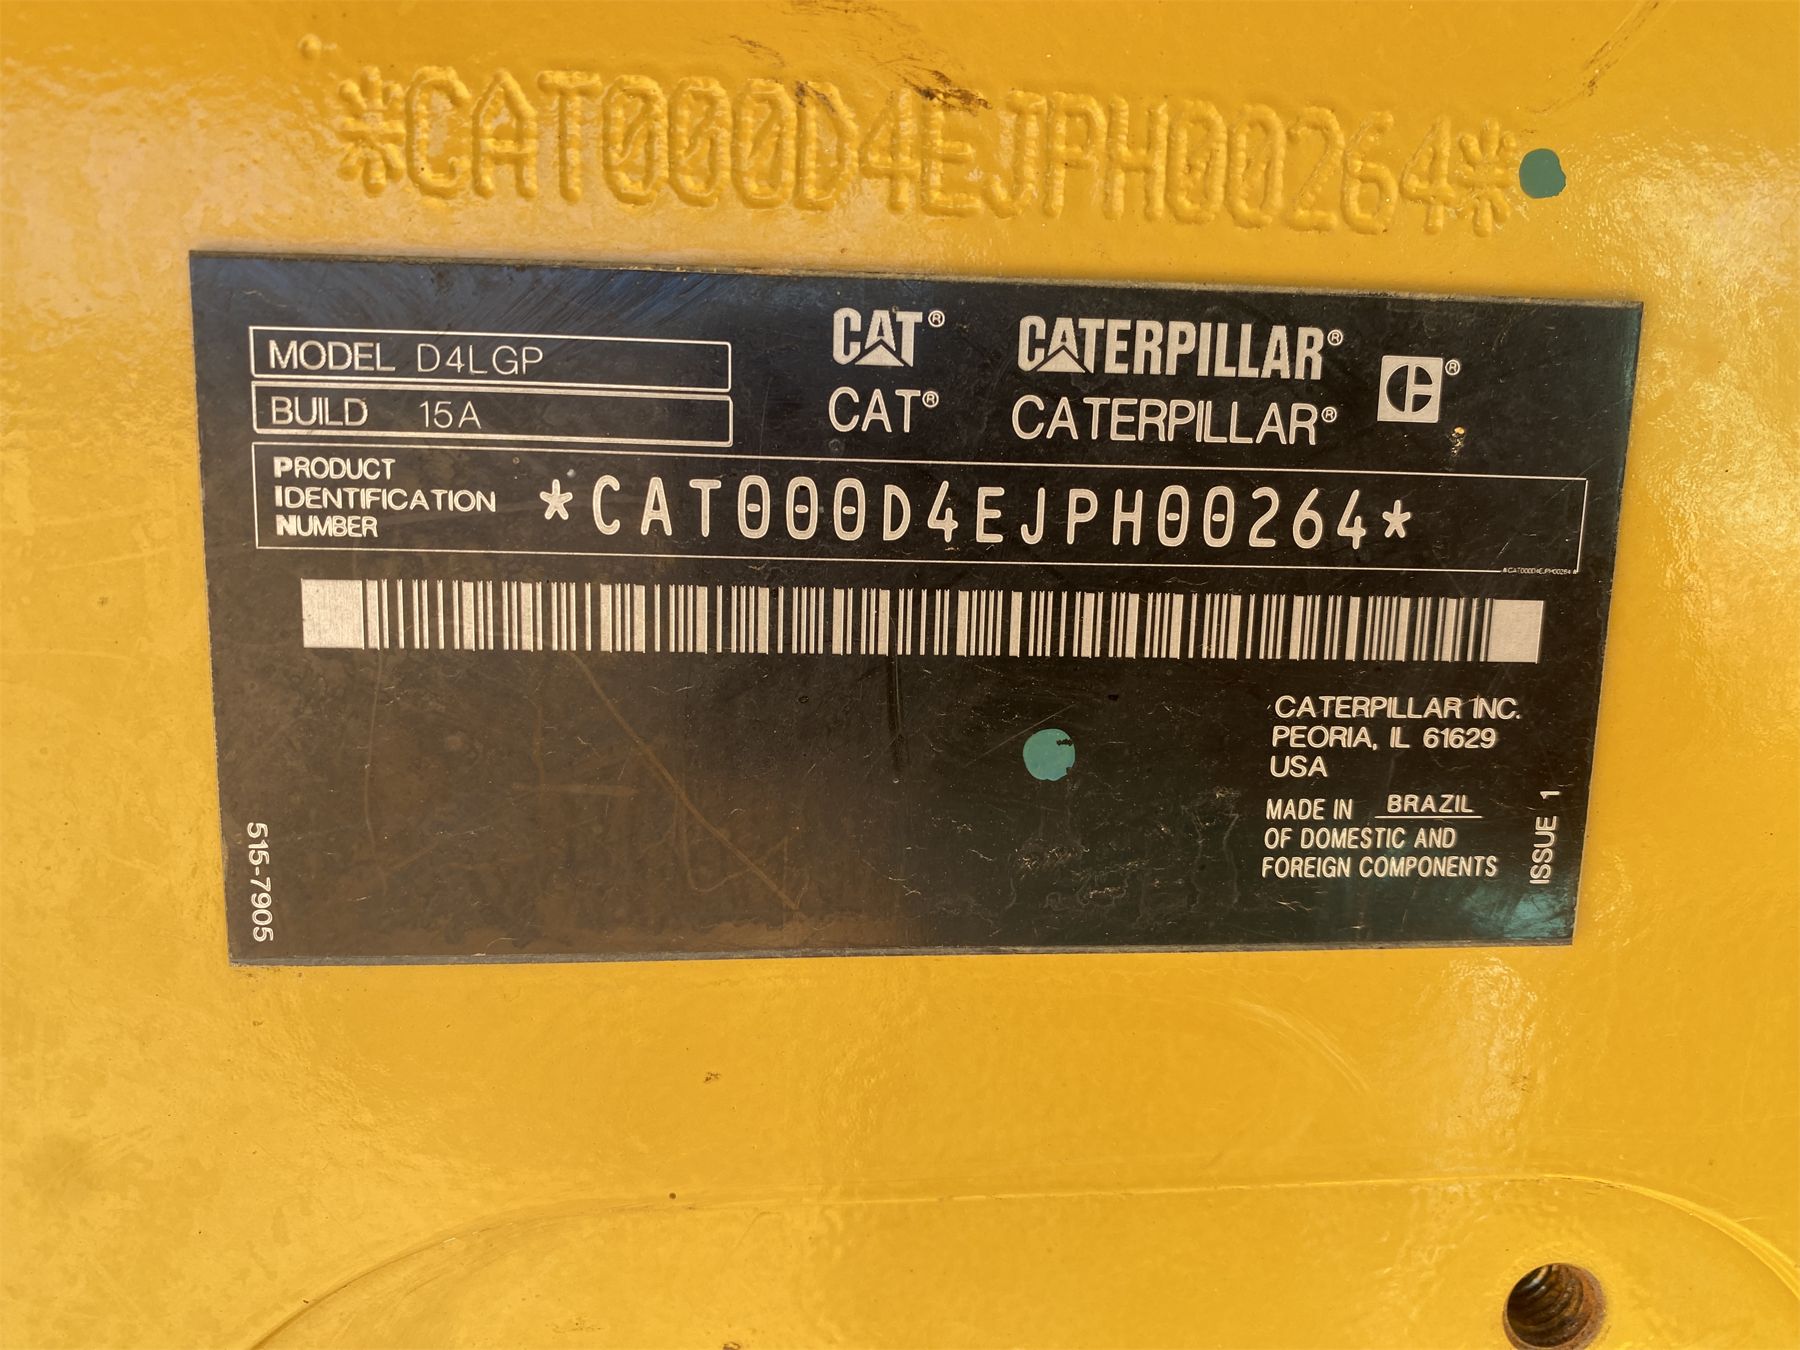 *CAT000D4EJPH00264*
MODEL D4LGP
BUILD 15A
CAT® CATERPILLAR® C®
CAT® CATERPILLAR®
PRODUCT
IDENTIFICATION
NUMBER
*CAT000D4EJPH00264*
*CAT000D4EJPH00264*
CATERPILLAR INC.
PEORIA, IL 61629
USA
MADE IN BRAZIL
OF DOMESTIC AND
FOREIGN COMPONENTS
ISSUE 1
515-7905